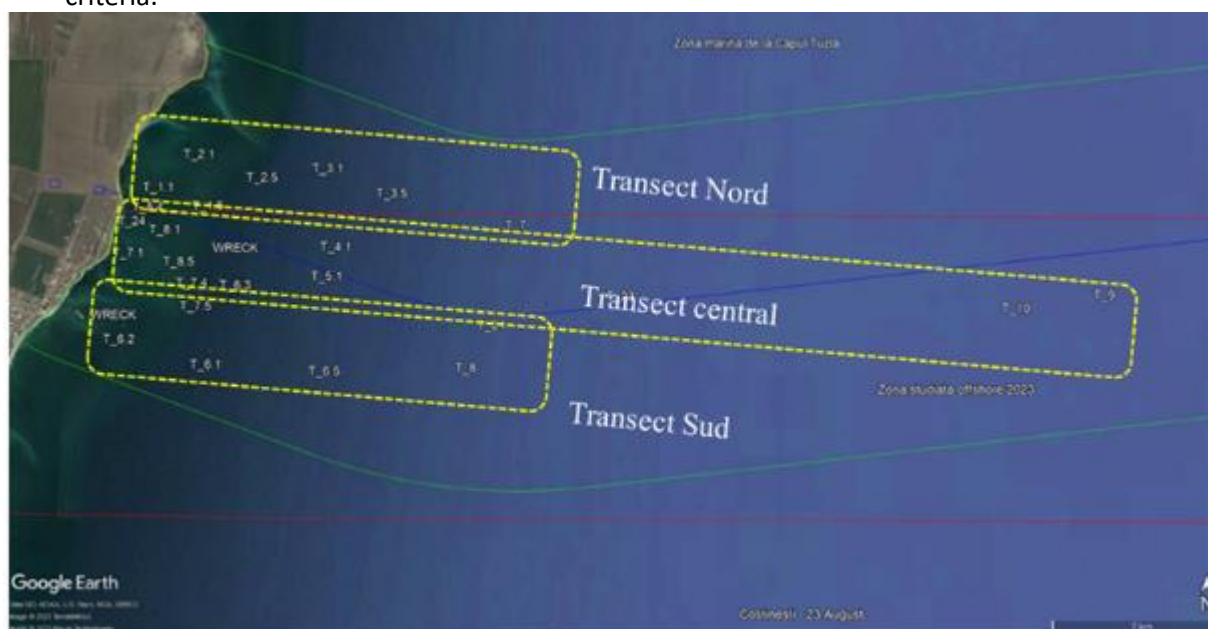 criteria:
Zona marina de la Capul Tuzla
T_2.1
T_3.1
T_2.5
T_1.1
T_3.5
Transect Nord
T_7
T_8.1
WRECK
T_4.1
T_8.5
T_5.1
T_9
Transect central
T_10
T_7.5
WRECK
T_6.2
T_6.1
T_6.5
T_8
Zona studiata offshore 2023
Transect Sud
Google Earth
Costinesti - 23 August
N